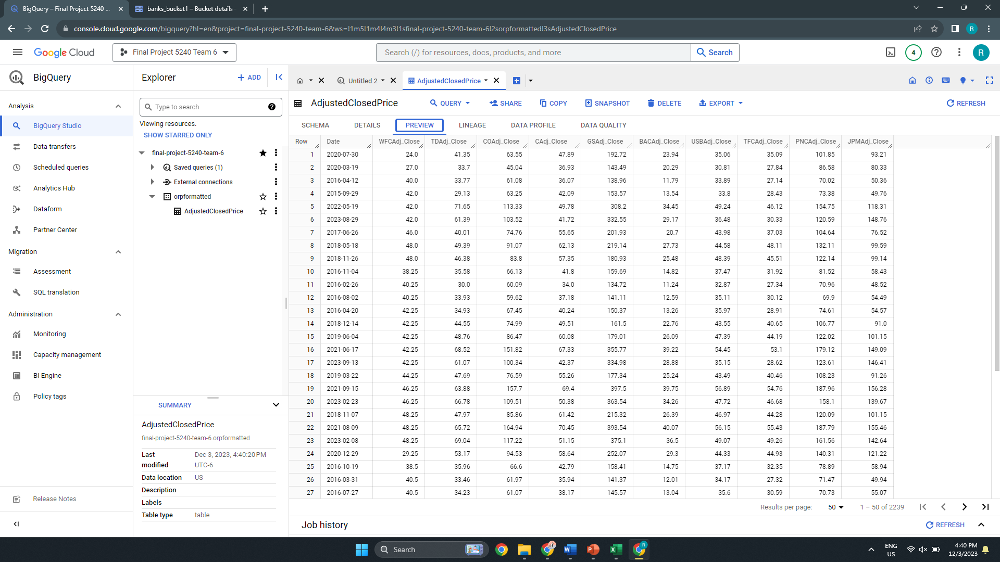 BigQuery – Final Project 5240 ...
banks_bucket1 – Bucket details -
console.cloud.google.com/bigquery?hl=en&project=final-project-5240-team-6&ws=!1m5!1m4!4m3!1sfinal-project-5240-team-6!2sorpformatted!3sAdjustedClosedPrice
R
Google Cloud
Final Project 5240 Team 6
Search (/) for resources, docs, products, and more
Search
4
R
BigQuery
Analysis
BigQuery Studio
Data transfers
Scheduled queries
Analytics Hub
Dataform
Partner Center
Migration
Assessment
SQL translation
Administration
Monitoring
Capacity management
BI Engine
Policy tags
Release Notes
Explorer
ADD
Type to search
Viewing resources.
SHOW STARRED ONLY
final-project-5240-team-6
Saved queries (1)
External connections
orpformatted
AdjustedClosedPrice
SUMMARY
AdjustedClosedPrice
final-project-5240-team-6.orpformatted
Last modified Dec 3, 2023, 4:40:20 PM UTC-6
Data location US
Description
Labels
Table type table
Untitled 2
AdjustedClosedPrice
AdjustedClosedPrice
QUERY
SHARE
COPY
SNAPSHOT
DELETE
EXPORT
REFRESH
SCHEMA DETAILS PREVIEW LINEAGE DATA PROFILE DATA QUALITY
Row Date WFCAdj_Close TDAdj_Close COAdj_Close CAdj_Close GSAdj_Close BACAdj_Close USBAdj_Close TFCAdj_Close PNCAdj_Close JPMAdj_Close
1 2020-07-30 24.0 41.35 63.55 47.89 192.72 23.94 35.06 35.09 101.85 93.21
2 2020-03-19 27.0 33.7 45.04 36.93 143.49 20.29 30.81 27.84 86.58 80.33
3 2016-04-12 40.0 33.77 61.08 36.07 138.96 11.79 33.89 27.14 70.02 50.36
4 2015-09-29 42.0 29.13 63.25 42.09 153.57 13.54 33.8 28.43 73.38 49.76
5 2022-05-19 42.0 71.65 113.33 49.78 308.2 34.45 49.24 46.12 154.75 118.31
6 2023-08-29 42.0 61.39 103.52 41.72 332.55 29.17 36.48 30.33 120.59 148.76
7 2017-06-26 46.0 40.01 74.76 55.65 201.93 20.7 43.98 37.03 104.64 76.52
8 2018-05-18 48.0 49.39 91.07 62.13 219.14 27.73 44.58 48.11 132.11 99.59
9 2018-11-26 48.0 46.38 83.8 57.35 180.93 25.48 48.39 45.51 122.14 99.14
10 2016-11-04 38.25 35.58 66.13 41.8 159.69 14.82 37.47 31.92 81.52 58.43
11 2016-02-26 40.25 30.0 60.09 34.0 134.72 11.24 32.87 27.34 70.96 48.52
12 2016-08-02 40.25 33.93 59.62 37.18 141.11 12.59 35.11 30.12 69.9 54.49
13 2016-04-20 42.25 34.93 67.45 40.24 150.37 13.26 35.97 28.91 74.61 54.57
14 2018-12-14 42.25 44.55 74.99 49.51 161.5 22.76 43.55 40.65 106.77 91.0
15 2019-06-04 42.25 48.76 86.47 60.08 179.01 26.09 47.39 44.19 122.02 101.15
16 2021-06-17 42.25 68.52 151.82 67.33 355.77 39.22 54.45 53.1 179.12 149.09
17 2023-09-13 42.25 61.07 100.34 42.37 334.98 28.88 35.15 28.62 123.61 146.41
18 2019-03-22 44.25 47.69 76.59 55.26 177.34 25.24 43.49 40.46 108.23 91.26
19 2021-09-15 46.25 63.88 157.7 69.4 397.5 39.75 56.89 54.76 187.96 156.28
20 2023-02-23 46.25 66.78 109.51 50.38 363.54 34.26 47.72 46.68 158.1 139.67
21 2018-11-07 48.25 47.97 85.86 61.42 215.32 26.39 46.97 44.28 120.09 101.15
22 2021-08-09 48.25 65.72 164.94 70.45 393.54 40.07 56.15 55.43 187.79 155.46
23 2023-02-08 48.25 69.04 117.22 51.15 375.1 36.5 49.07 49.26 161.56 142.64
24 2020-12-29 29.25 53.17 94.53 58.64 252.07 29.3 44.33 44.93 140.31 121.22
25 2016-10-19 38.5 35.96 66.6 42.79 158.41 14.75 37.17 32.35 78.89 58.94
26 2016-03-31 40.5 33.46 61.97 35.94 141.37 12.01 34.17 27.32 71.47 49.94
27 2016-07-27 40.5 34.23 61.07 38.17 145.57 13.04 35.6 30.59 70.73 55.07
Results per page: 50 1 – 50 of 2239
Job history
REFRESH
Search
ENG
US
4:40 PM
12/3/2023